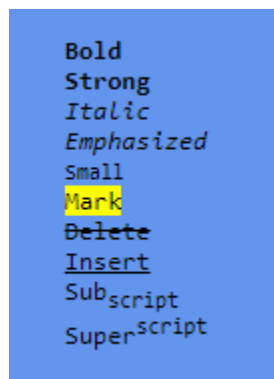 Bold
Strong
Italic
Emphasized
Small
Mark
Delete
Insert
Subscript
Superscript